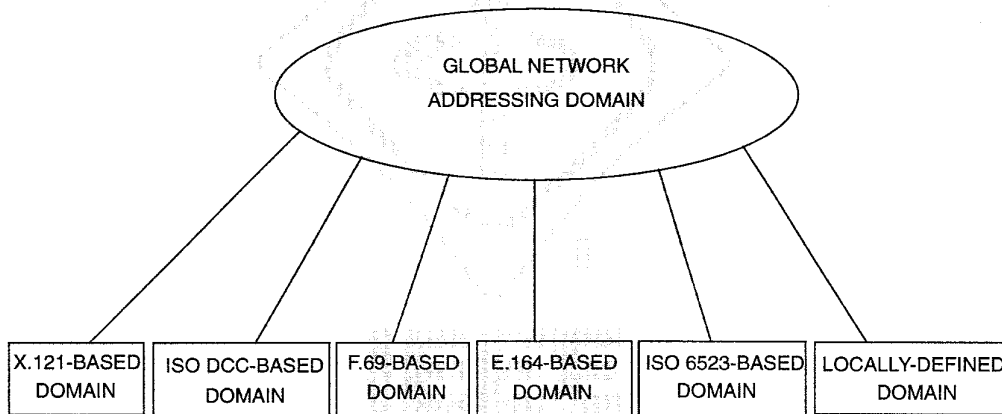 GLOBAL NETWORK
ADDRESSING DOMAIN
X.121-BASED
DOMAIN
ISO DCC-BASED
DOMAIN
F.69-BASED
DOMAIN
E.164-BASED
DOMAIN
ISO 6523-BASED
DOMAIN
LOCALLY-DEFINED
DOMAIN